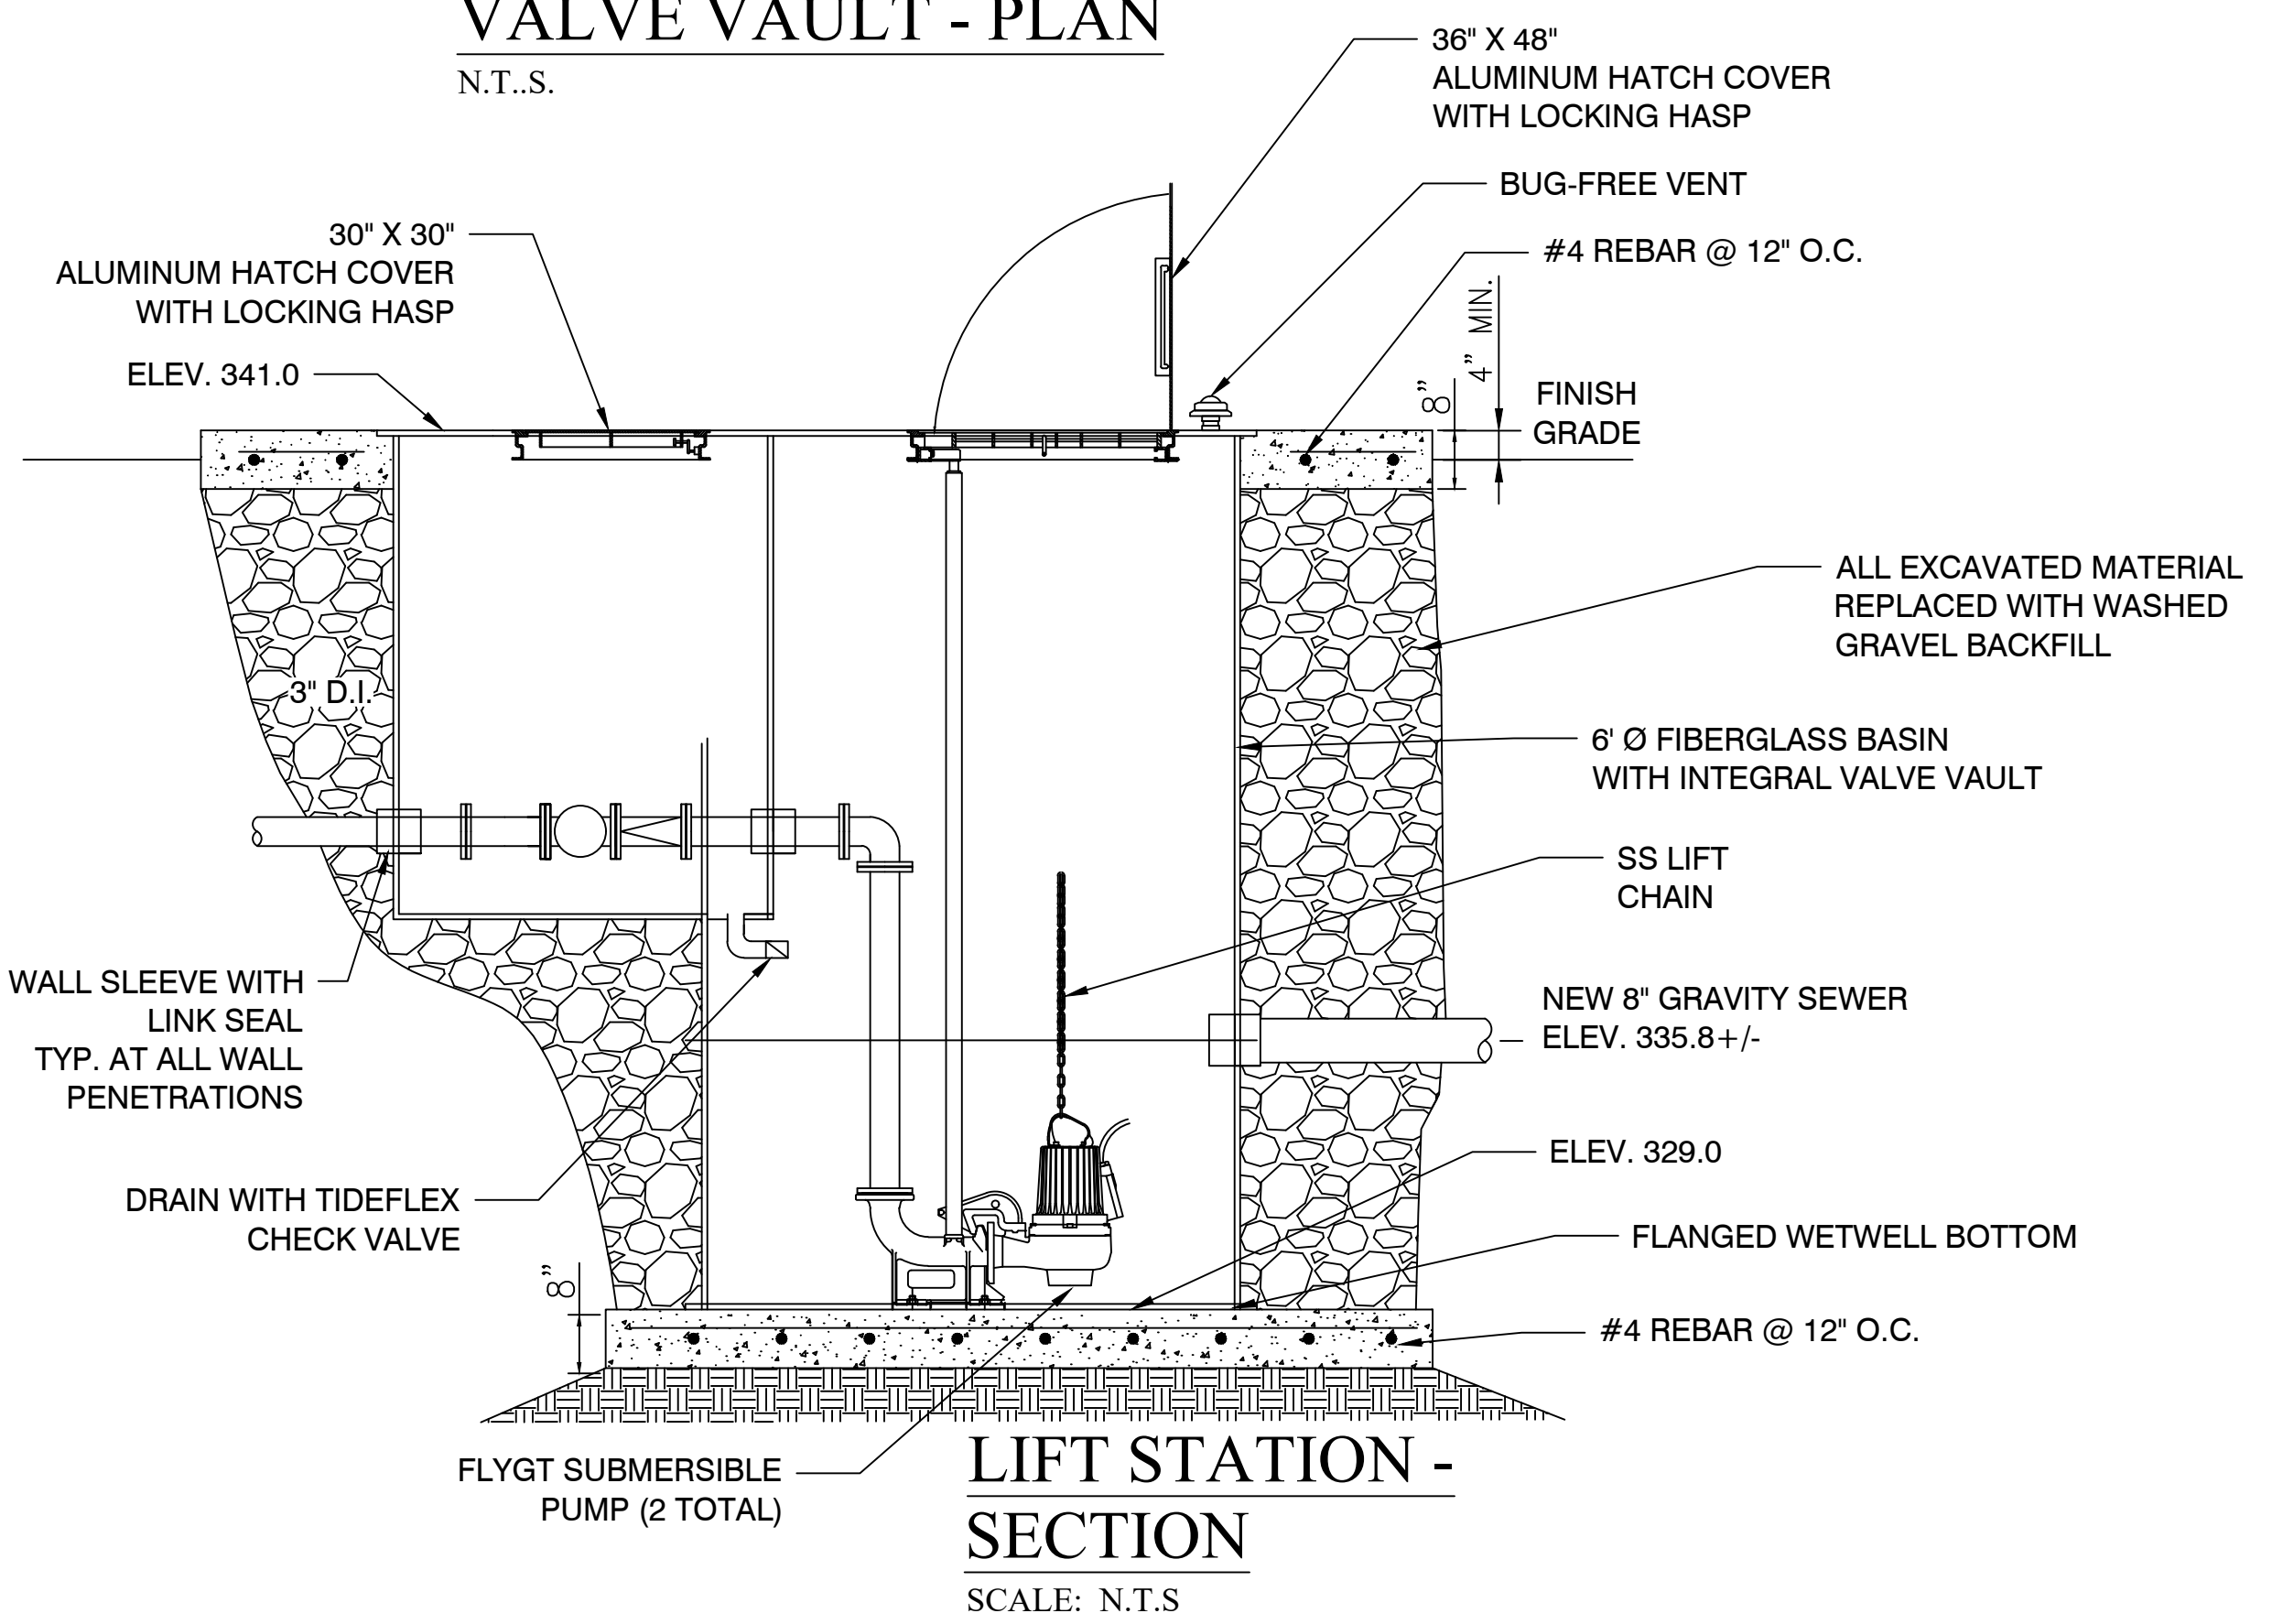 VALVE VAULT - PLAN
N.T..S.
36" X 48"
ALUMINUM HATCH COVER
WITH LOCKING HASP
BUG-FREE VENT
#4 REBAR @ 12" O.C.
30" X 30"
ALUMINUM HATCH COVER
WITH LOCKING HASP
ELEV. 341.0
4" MIN.
8"
FINISH
GRADE
ALL EXCAVATED MATERIAL
REPLACED WITH WASHED
GRAVEL BACKFILL
3" D.I.
6' Ø FIBERGLASS BASIN
WITH INTEGRAL VALVE VAULT
SS LIFT
CHAIN
WALL SLEEVE WITH
LINK SEAL
TYP. AT ALL WALL
PENETRATIONS
NEW 8" GRAVITY SEWER
ELEV. 335.8+/-
DRAIN WITH TIDEFLEX
CHECK VALVE
ELEV. 329.0
FLANGED WETWELL BOTTOM
8"
#4 REBAR @ 12" O.C.
FLYGT SUBMERSIBLE
PUMP (2 TOTAL)
LIFT STATION -
SECTION
SCALE: N.T.S